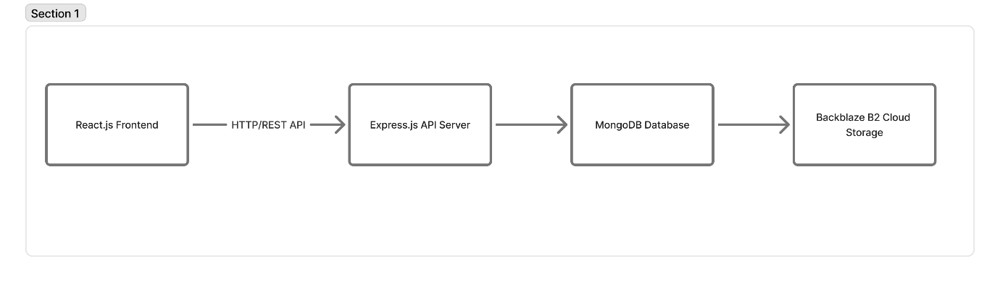 Section 1
React.js Frontend
HTTP/REST API
Express.js API Server
MongoDB Database
Backblaze B2 Cloud
Storage